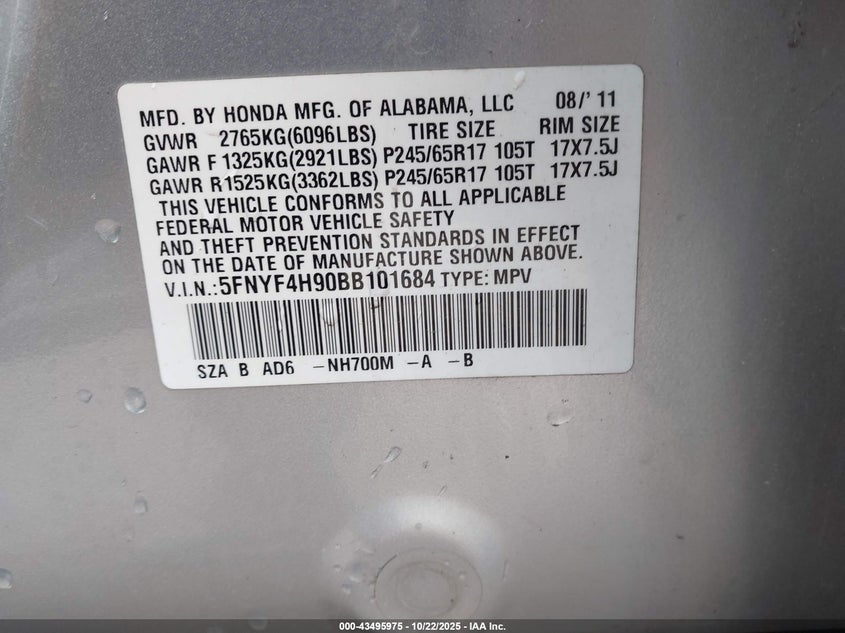 MFD. BY HONDA MFG. OF ALABAMA, LLC 08/' 11
GVWR 2765KG(6096LBS) TIRE SIZE RIM SIZE
GAWR F 1325KG(2921LBS) P245/65R17 105T 17X7.5J
GAWR R1525KG(3362LBS) P245/65R17 105T 17X7.5J
THIS VEHICLE CONFORMS TO ALL APPLICABLE
FEDERAL MOTOR VEHICLE SAFETY
AND THEFT PREVENTION STANDARDS IN EFFECT
ON THE DATE OF MANUFACTURE SHOWN ABOVE.
V.I.N.:5FNYF4H90BB101684 TYPE: MPV
SZA B AD6 -NH700M -A -B
000-43495975 - 10/22/2025 - IAA Inc.